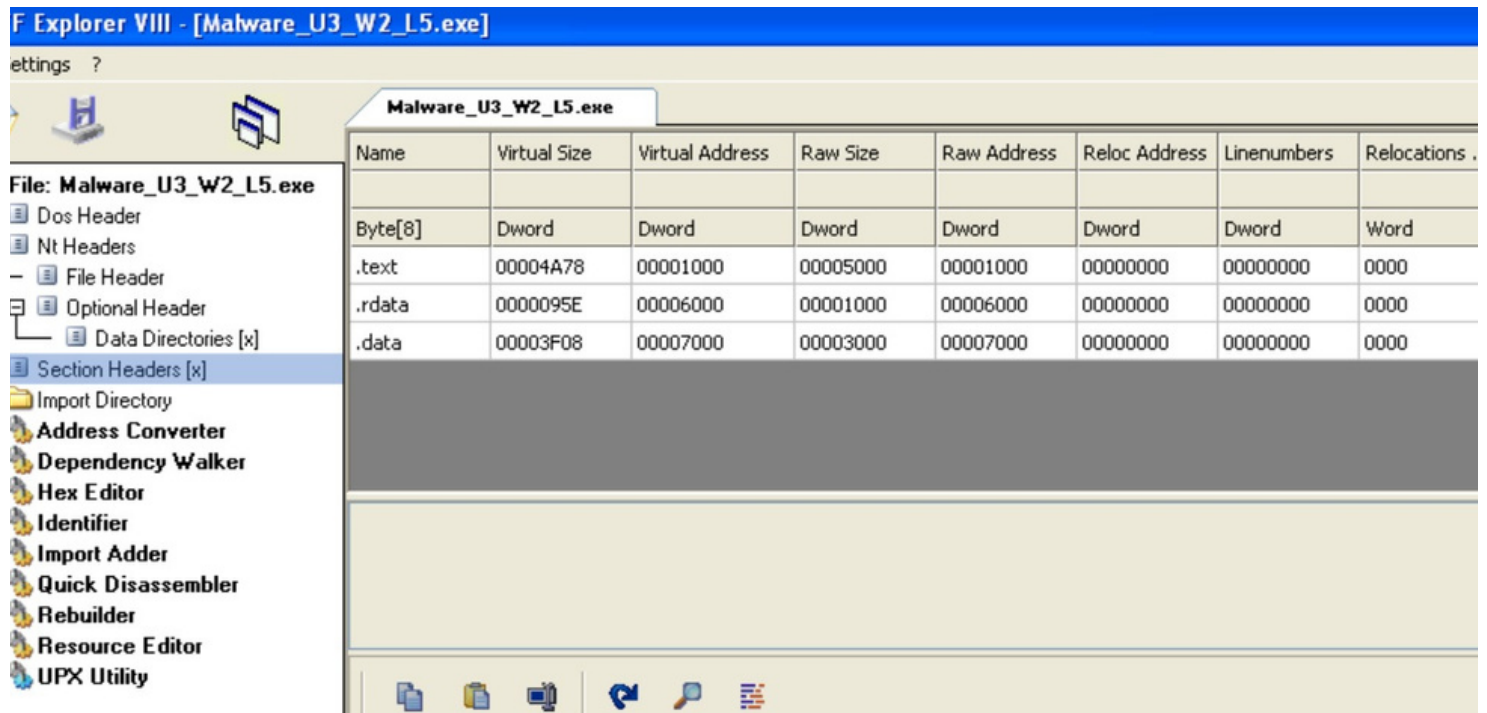 F Explorer VIII - [Malware_U3_W2_L5.exe]
ettings ?
Malware_U3_W2_L5.exe
File: Malware_U3_W2_L5.exe
Dos Header
Nt Headers
File Header
Optional Header
Data Directories [x]
Section Headers [x]
Import Directory
Address Converter
Dependency Walker
Hex Editor
Identifier
Import Adder
Quick Disassembler
Rebuilder
Resource Editor
UPX Utility
Name Virtual Size Virtual Address Raw Size Raw Address Reloc Address Linenumbers Relocations .
Byte[8] Dword Dword Dword Dword Dword Dword Word
.text 00004A78 00001000 00005000 00001000 00000000 00000000 0000
.rdata 0000095E 00006000 00001000 00006000 00000000 00000000 0000
.data 00003F08 00007000 00003000 00007000 00000000 00000000 0000